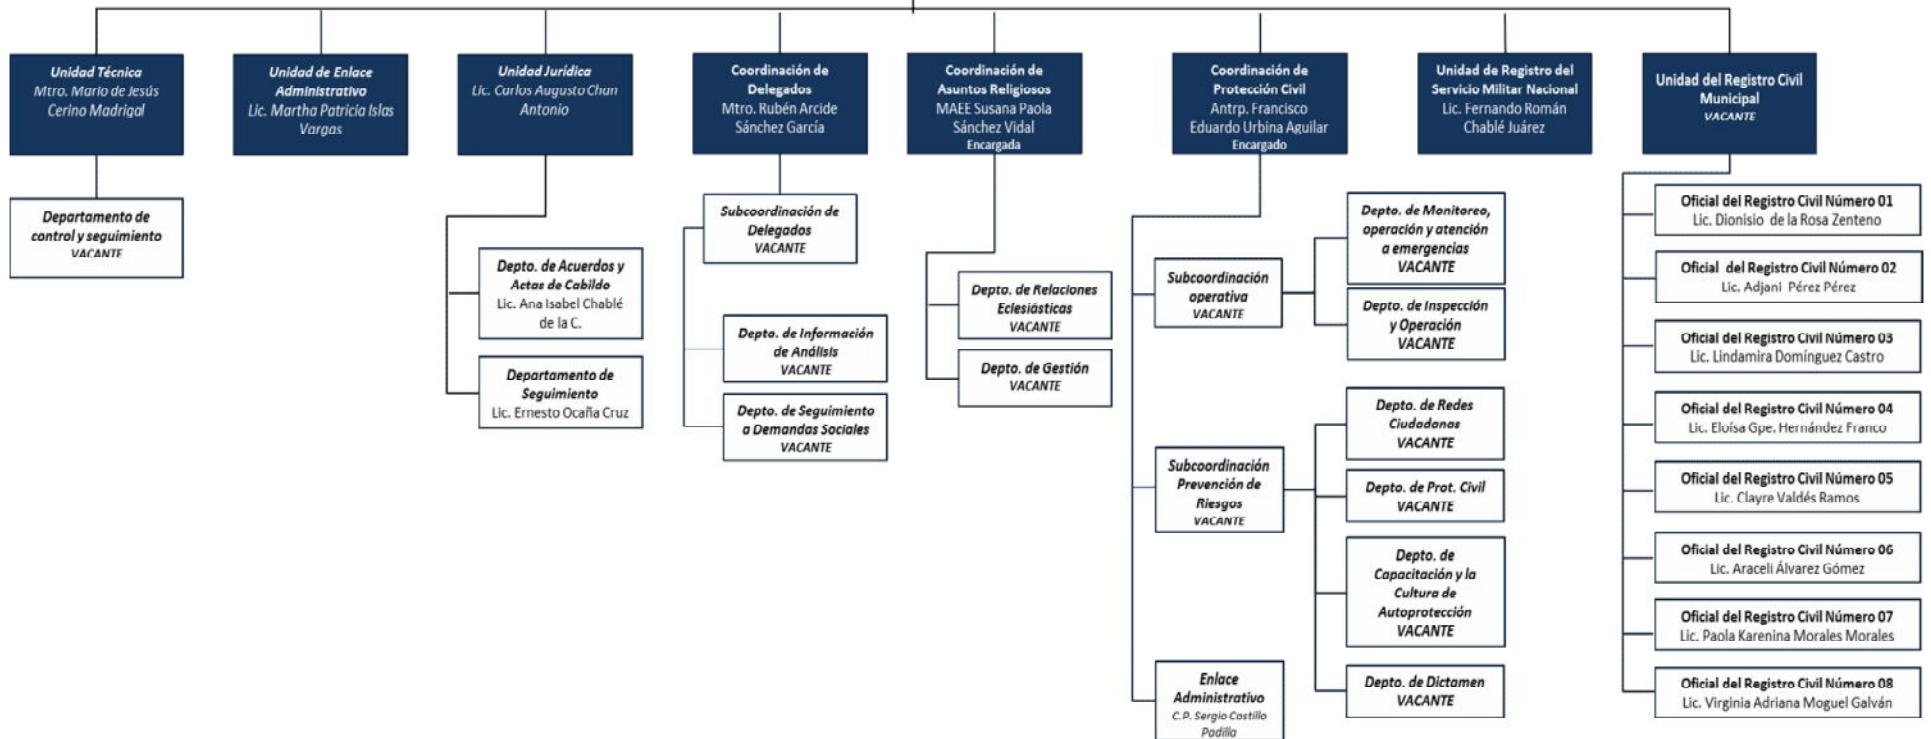 Unidad Técnica
Mtro. Mario de Jesús
Cerino Madrigal
Unidad de Enlace
Administrativo
Lic. Martha Patricia Islas
Vargas
Unidad Jurídica
Lic. Carlos Augusto Chan
Antonio
Coordinación de
Delegados
Mtro. Rubén Arcide
Sánchez García
Coordinación de
Asuntos Religiosos
MAEE Susana Paola
Sánchez Vidal
Encargada
Coordinación de
Protección Civil
Antrp. Francisco
Eduardo Urbina Aguilar
Encargado
Unidad de Registro del
Servicio Militar Nacional
Lic. Fernando Román
Chablé Juárez
Unidad del Registro Civil
Municipal
VACANTE
Departamento de
control y seguimiento
VACANTE
Depto. de Acuerdos y
Actas de Cabildo
Lic. Ana Isabel Chablé
de la C.
Departamento de
Seguimiento
Lic. Ernesto Ocaña Cruz
Subcoordinación de
Delegados
VACANTE
Depto. de Información
de Análisis
VACANTE
Depto. de Seguimiento
a Demandas Sociales
VACANTE
Depto. de Relaciones
Eclesiásticas
VACANTE
Depto. de Gestión
VACANTE
Subcoordinación
operativa
VACANTE
Depto. de Monitoreo,
operación y atención
a emergencias
VACANTE
Depto. de Inspección
y Operación
VACANTE
Subcoordinación
Prevención de
Riesgos
VACANTE
Depto. de Redes
Ciudadanas
VACANTE
Depto. de Prot. Civil
VACANTE
Depto. de
Capacitación y la
Cultura de
Autoprotección
VACANTE
Depto. de Dictamen
VACANTE
Enlace
Administrativo
C.P. Sergio Castillo
Padilla
Oficial del Registro Civil Número 01
Lic. Dionisio de la Rosa Zenteno
Oficial del Registro Civil Número 02
Lic. Adjani Pérez Pérez
Oficial del Registro Civil Número 03
Lic. Lindamira Domínguez Castro
Oficial del Registro Civil Número 04
Lic. Eloísa Gpe. Hernández Franco
Oficial del Registro Civil Número 05
Lic. Clayre Valdés Ramos
Oficial del Registro Civil Número 06
Lic. Araceli Álvarez Gómez
Oficial del Registro Civil Número 07
Lic. Paola Karenina Morales Morales
Oficial del Registro Civil Número 08
Lic. Virginia Adriana Moguel Galván